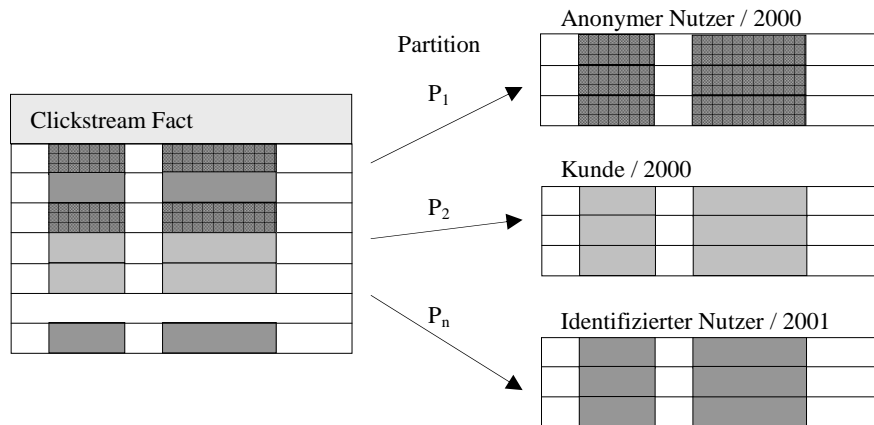 Anonymer Nutzer / 2000
Partition
P1
Clickstream Fact
Kunde / 2000
P2
Pn
Identifizierter Nutzer / 2001